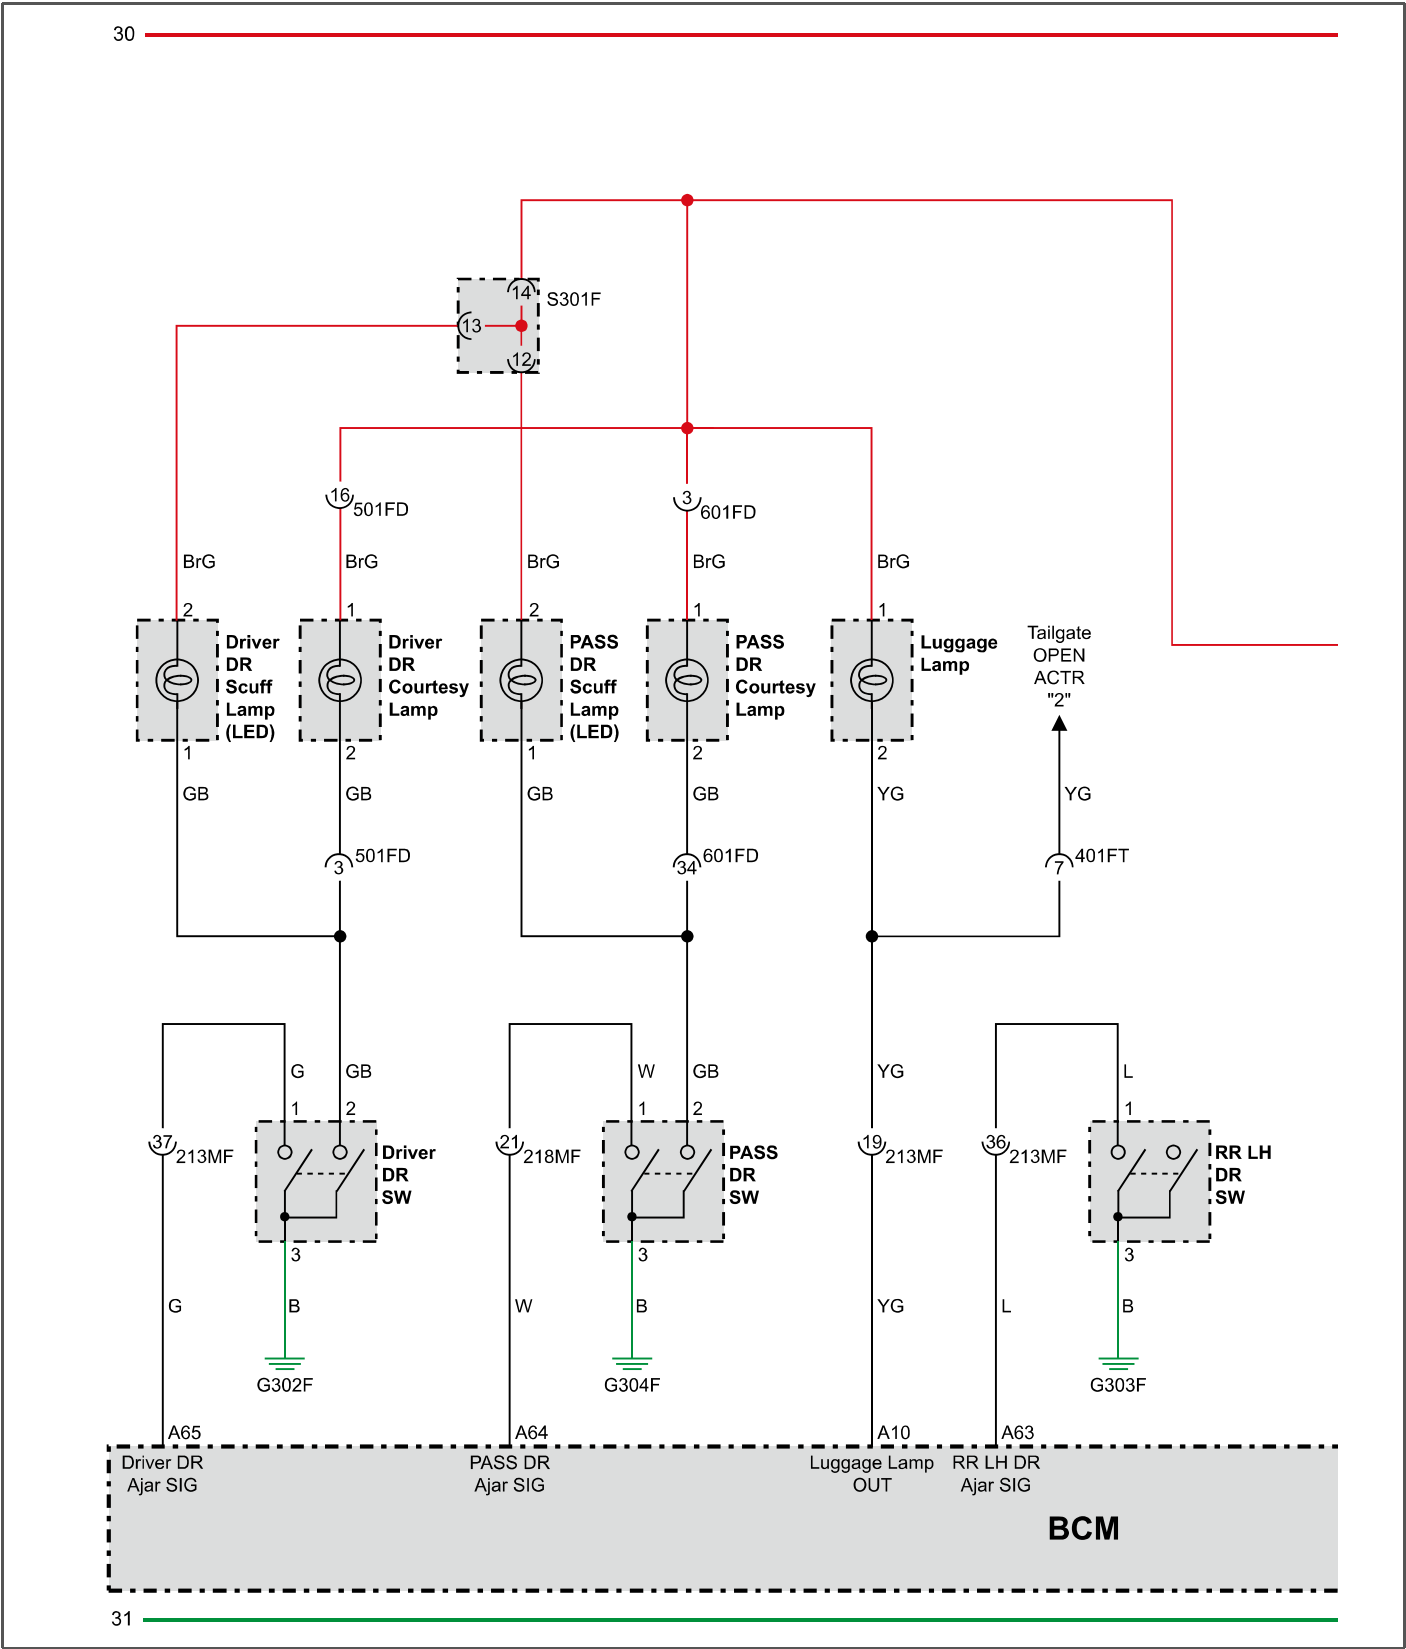 30
14
S301F
13
12
16
501FD
3
601FD
BrG
BrG
BrG
BrG
BrG
2
1
2
1
1
Driver
DR
Scuff
Lamp
(LED)
Driver
DR
Courtesy
Lamp
PASS
DR
Scuff
Lamp
(LED)
PASS
DR
Courtesy
Lamp
Luggage
Lamp
Tailgate
OPEN
ACTR
"2"
1
2
1
2
2
GB
GB
GB
GB
YG
YG
3
501FD
34
601FD
7
401FT
G
GB
W
GB
YG
L
1
2
1
2
1
37
213MF
Driver
DR
SW
21
218MF
PASS
DR
SW
19
213MF
36
213MF
RR LH
DR
SW
3
3
3
G
B
W
B
YG
L
B
G302F
G304F
G303F
A65
A64
A10
A63
Driver DR
Ajar SIG
PASS DR
Ajar SIG
Luggage Lamp
OUT
RR LH DR
Ajar SIG
BCM
31